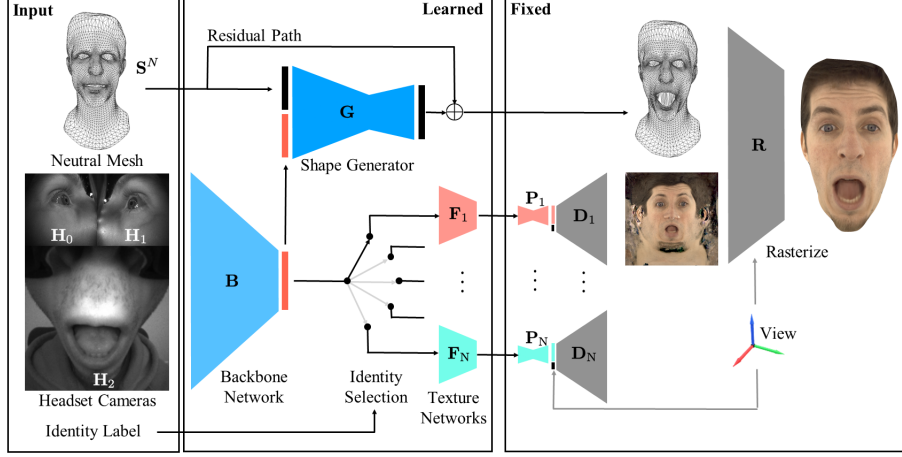 Input
Learned
Fixed
Residual Path
S^N
G
R
Neutral Mesh
Shape Generator
H_0
H_1
F_1
P_1
D_1
B
Rasterize
H_2
F_N
P_N
D_N
View
Headset Cameras
Backbone
Network
Identity
Selection
Texture
Networks
Identity Label